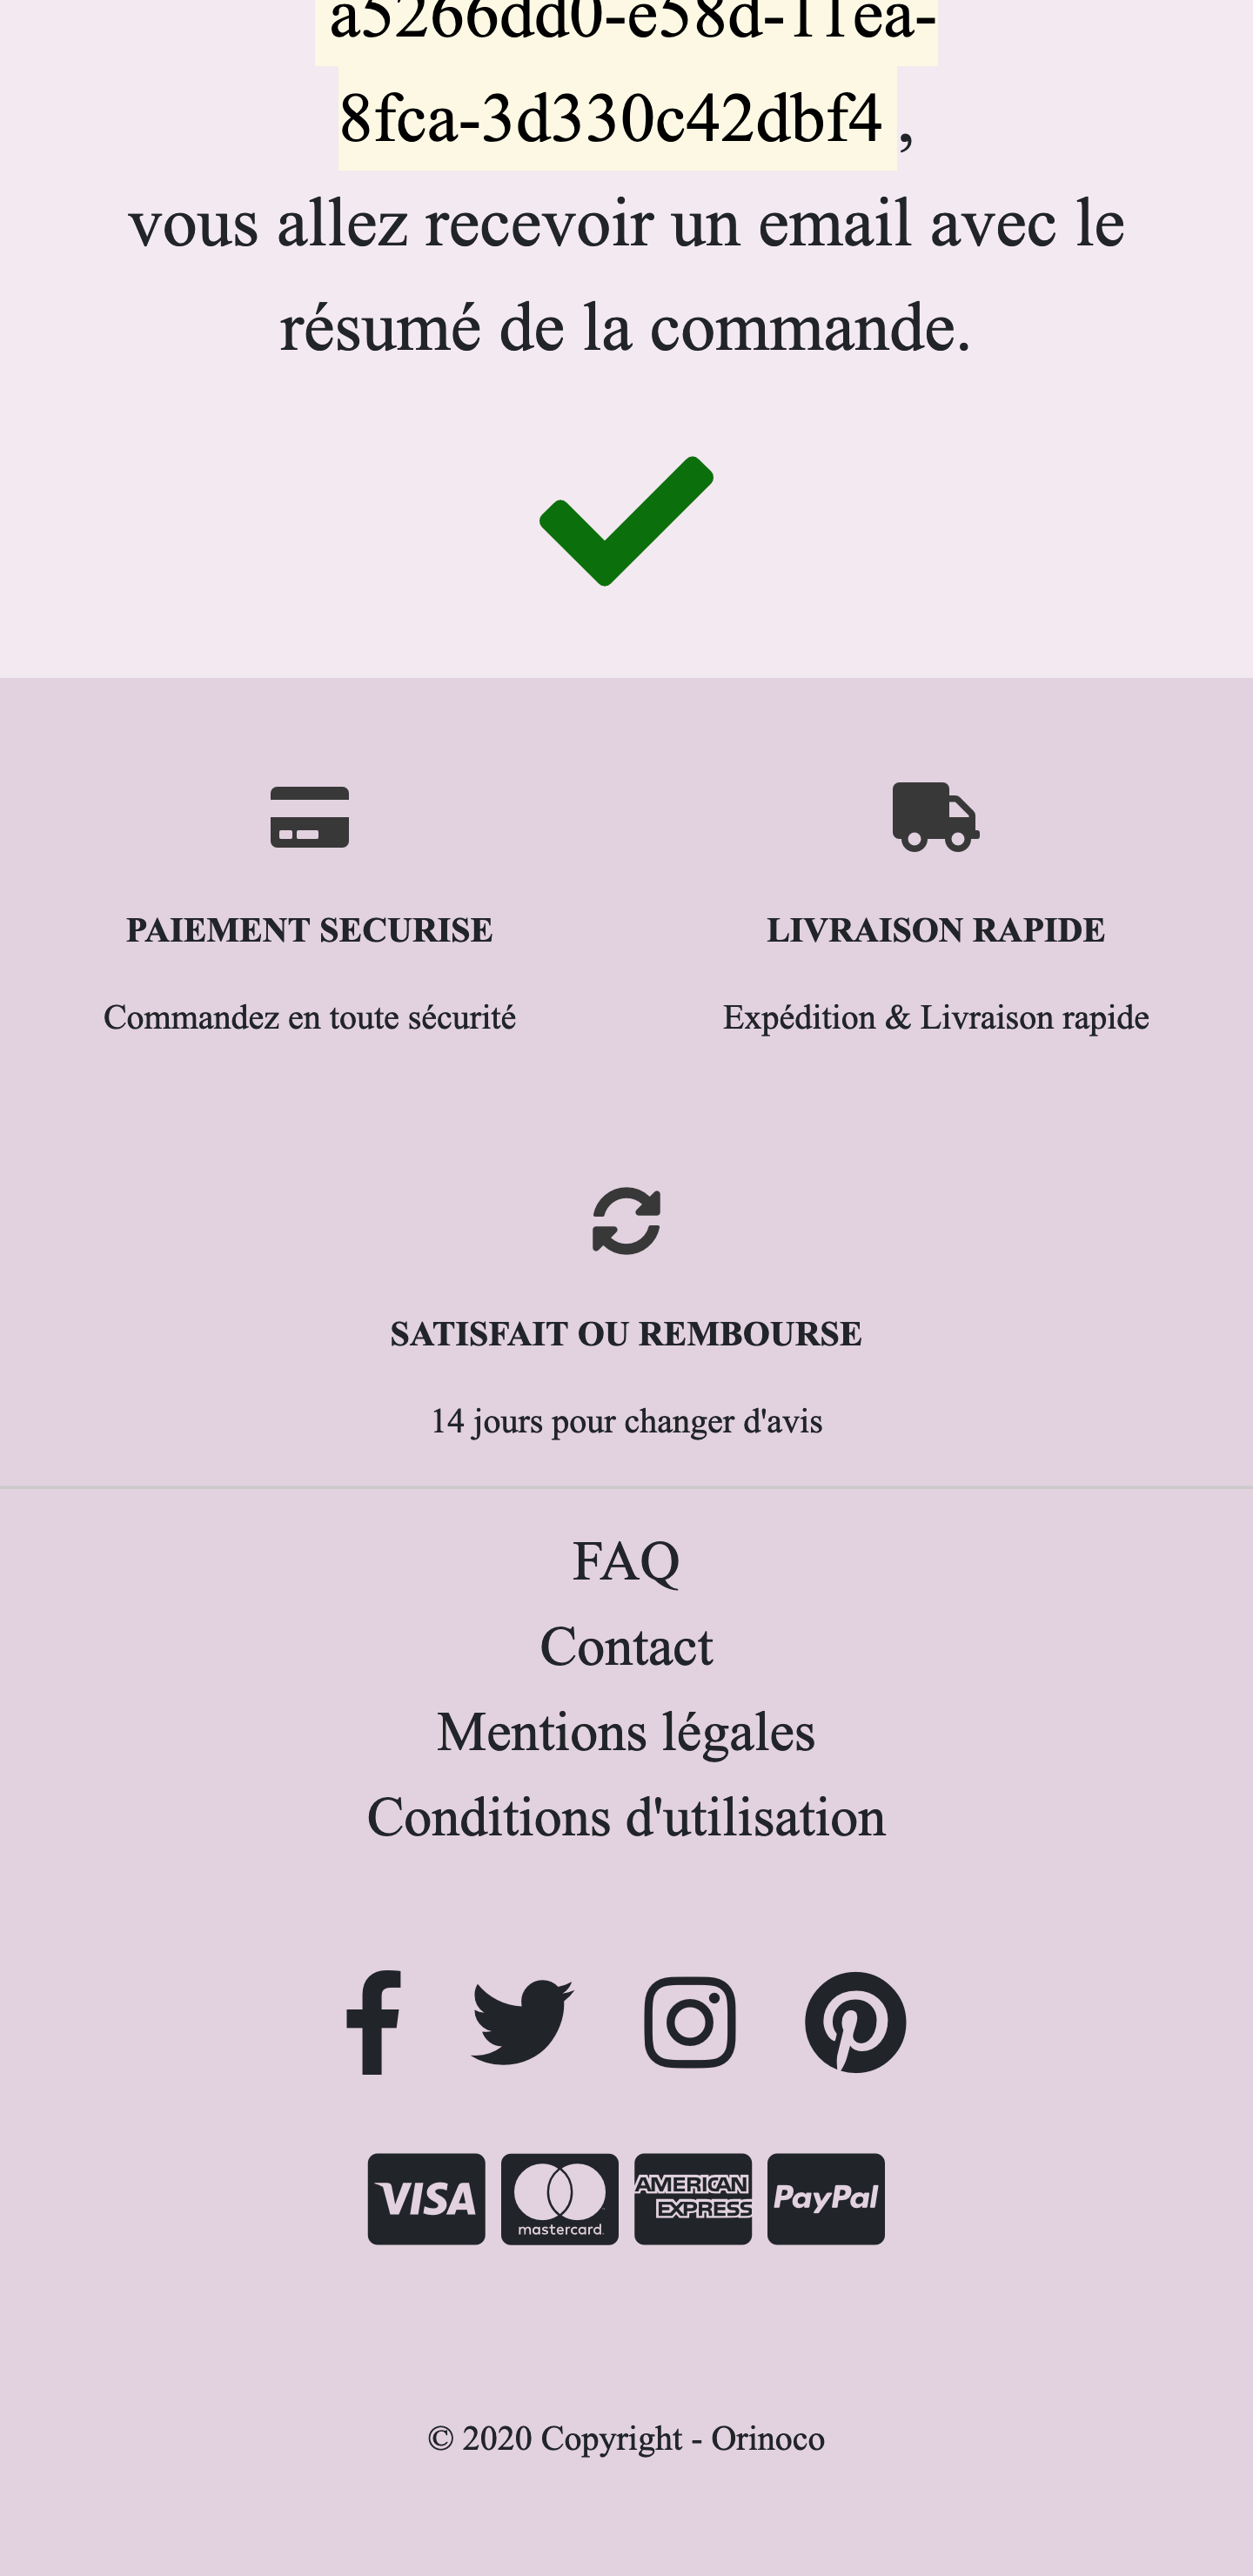 a5266dd0-e58d-11ea-
8fca-3d330c42dbf4 ,
vous allez recevoir un email avec le
résumé de la commande.
PAIEMENT SECURISE
Commandez en toute sécurité
LIVRAISON RAPIDE
Expédition & Livraison rapide
SATISFAIT OU REMBOURSE
14 jours pour changer d'avis
FAQ
Contact
Mentions légales
Conditions d'utilisation
VISA
mastercard
AMERICAN
EXPRESS
PayPal
© 2020 Copyright - Orinoco